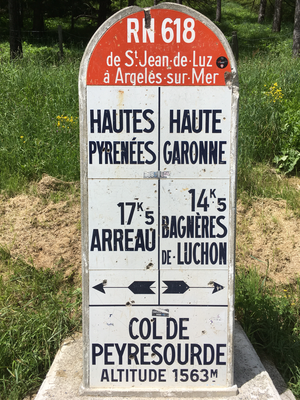 RN 618
de St Jean-de-Luz
à Argelés-sur-Mer
HAUTES PYRENÉES
HAUTE GARONNE
17K5
ARREAU
14K5
BAGNÈRES
DE-LUCHON
COL DE
PEYRESOURDE
ALTITUDE 1563M